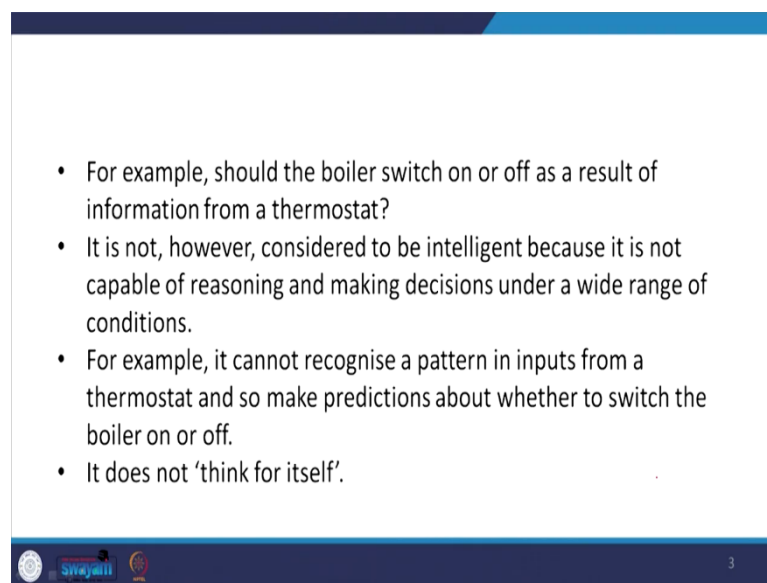 • For example, should the boiler switch on or off as a result of
information from a thermostat?
• It is not, however, considered to be intelligent because it is not
capable of reasoning and making decisions under a wide range of
conditions.
• For example, it cannot recognise a pattern in inputs from a
thermostat and so make predictions about whether to switch the
boiler on or off.
• It does not ‘think for itself’.
swayam
3